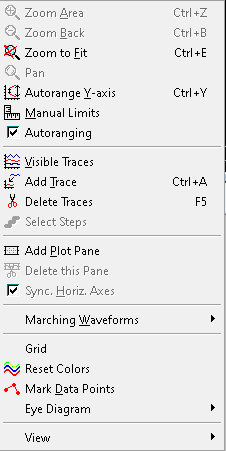 Zoom Area Ctrl+Z
Zoom Back Ctrl+B
Zoom to Fit Ctrl+E
Pan
Autorange Y-axis Ctrl+Y
Manual Limits
Autoranging
Visible Traces
Add Trace Ctrl+A
Delete Traces F5
Select Steps
Add Plot Pane
Delete this Pane
Sync. Horiz. Axes
Marching Waveforms
Grid
Reset Colors
Mark Data Points
Eye Diagram
View